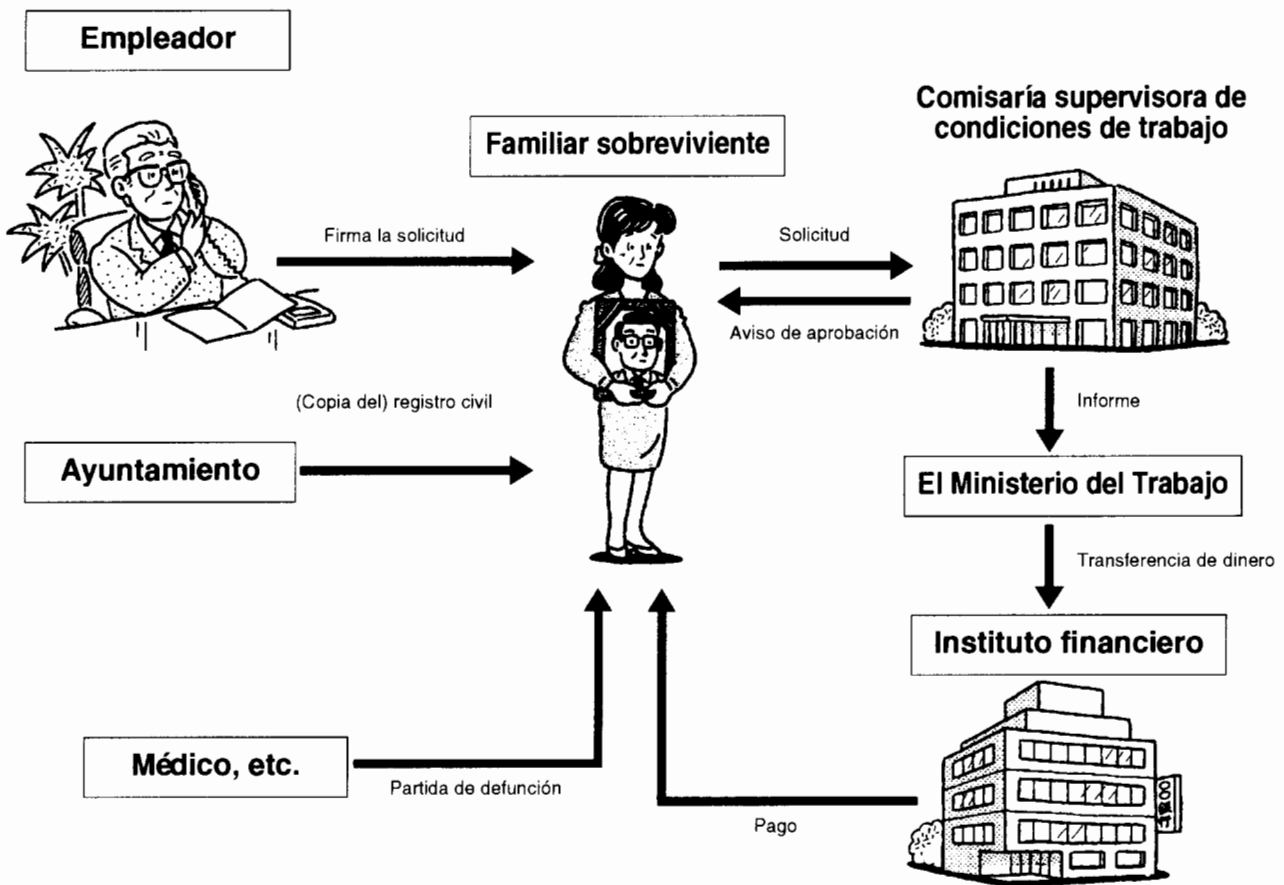 Empleador
Familiar sobreviviente
Comisaría supervisora de
condiciones de trabajo
Firma la solicitud
Solicitud
Aviso de aprobación
(Copia del) registro civil
Informe
Ayuntamiento
El Ministerio del Trabajo
Transferencia de dinero
Instituto financiero
Médico, etc.
Partida de defunción
Pago